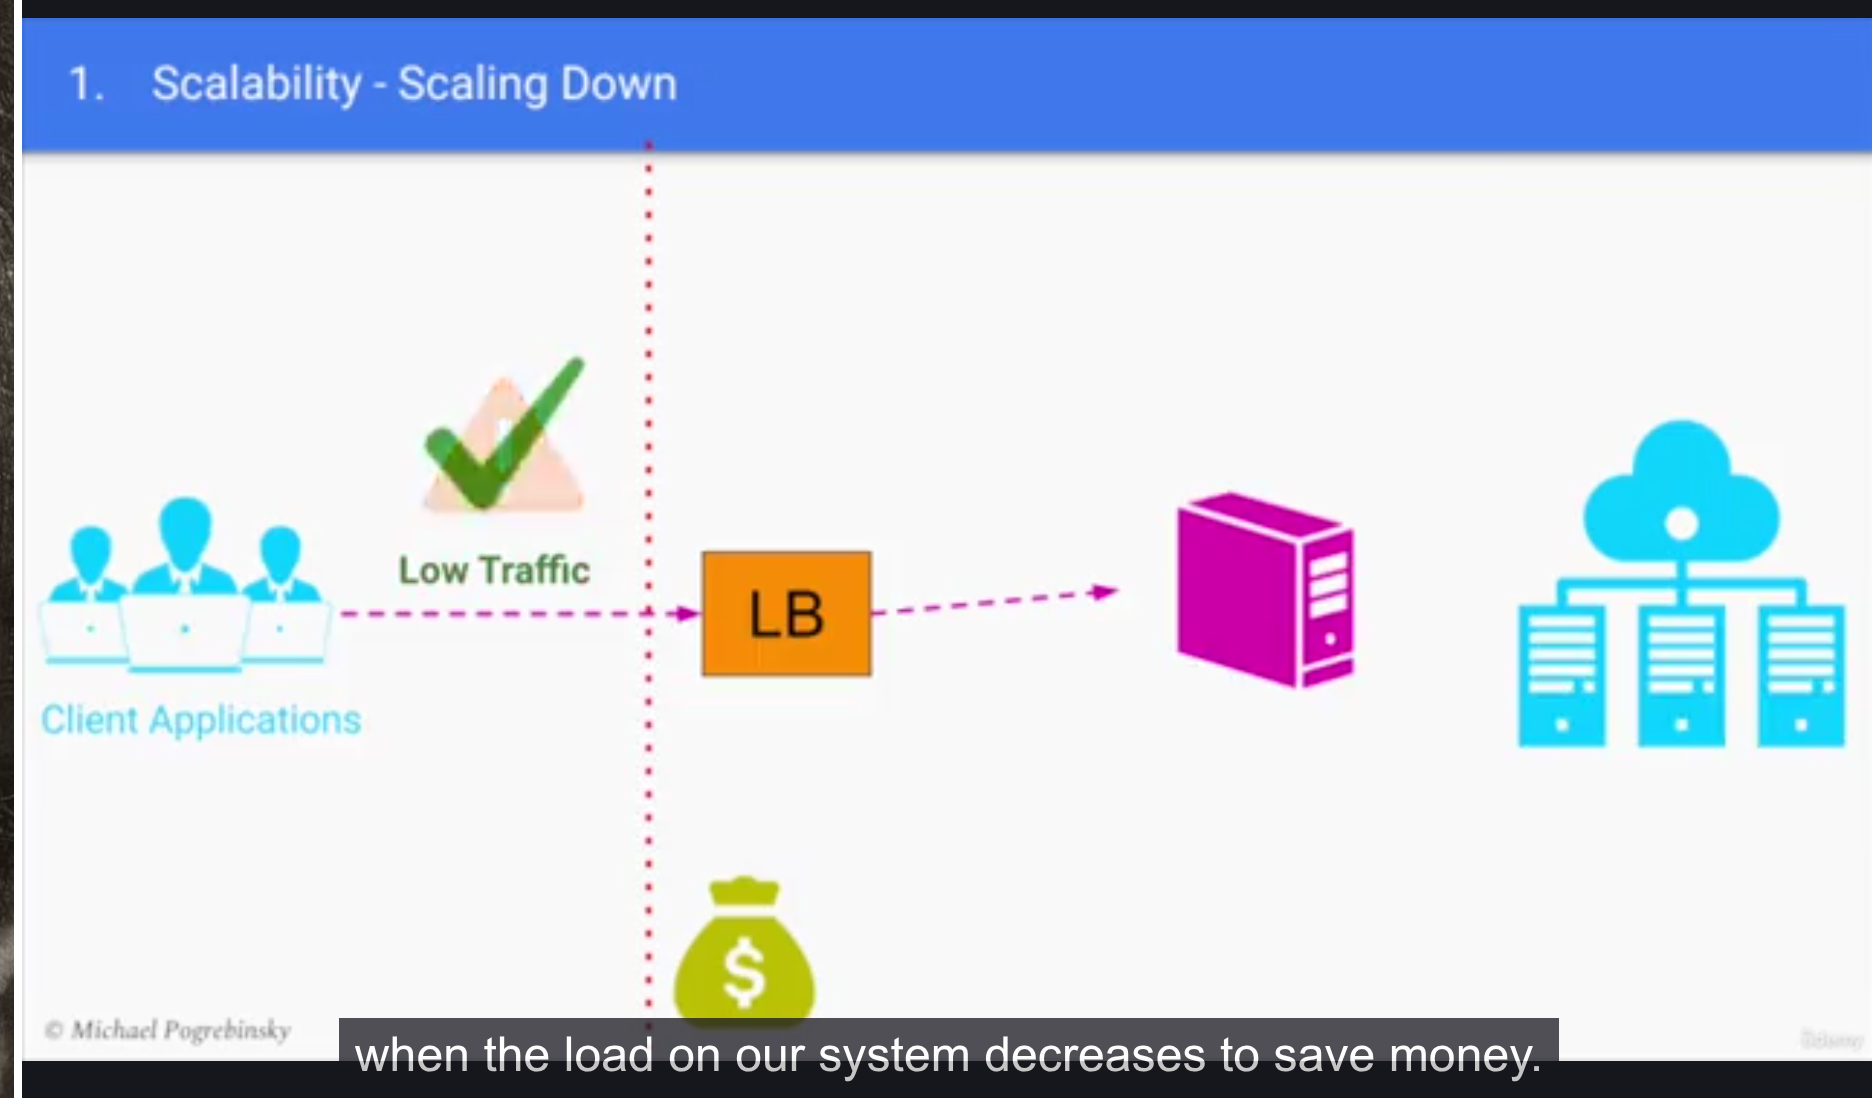 1. Scalability - Scaling Down
Low Traffic
LB
Client Applications
$
© Michael Pogrebinsky
Udemy
when the load on our system decreases to save money.